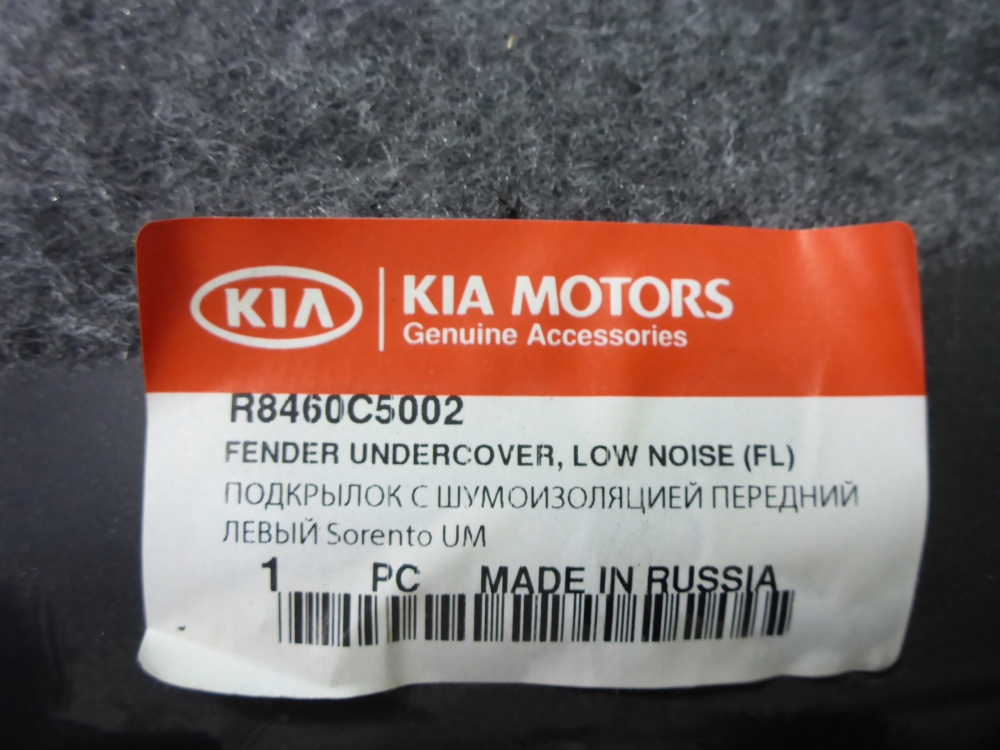 KIA
KIA MOTORS
Genuine Accessories
R8460C5002
FENDER UNDERCOVER, LOW NOISE (FL)
ПОДКРЫЛОК С ШУМОИЗОЛЯЦИЕЙ ПЕРЕДНИЙ
ЛЕВЫЙ Sorento UM
1 PC MADE IN RUSSIA